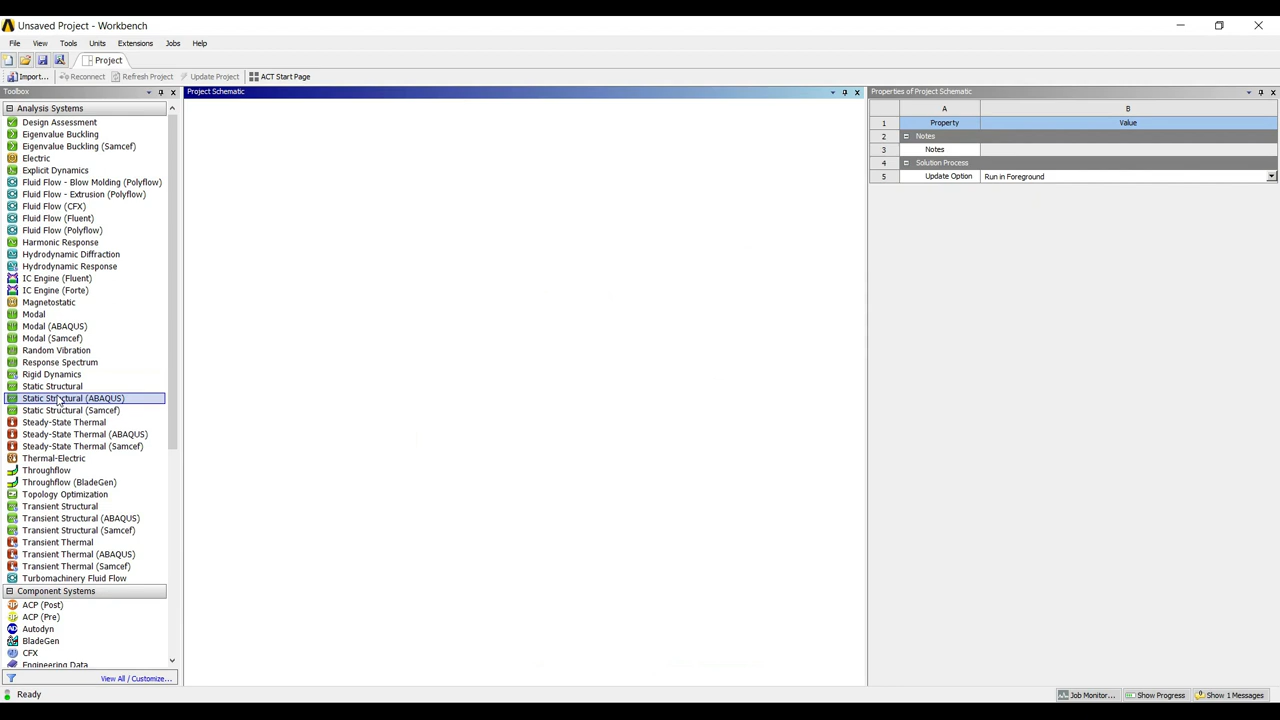 Unsaved Project - Workbench
File View Tools Units Extensions Jobs Help
Project
Import... Reconnect Refresh Project Update Project ACT Start Page
Toolbox
Analysis Systems
Design Assessment
Eigenvalue Buckling
Eigenvalue Buckling (Samcef)
Electric
Explicit Dynamics
Fluid Flow - Blow Molding (Polyflow)
Fluid Flow - Extrusion (Polyflow)
Fluid Flow (CFX)
Fluid Flow (Fluent)
Fluid Flow (Polyflow)
Harmonic Response
Hydrodynamic Diffraction
Hydrodynamic Response
IC Engine (Fluent)
IC Engine (Forte)
Magnetostatic
Modal
Modal (ABAQUS)
Modal (Samcef)
Random Vibration
Response Spectrum
Rigid Dynamics
Static Structural
Static Structural (ABAQUS)
Static Structural (Samcef)
Steady-State Thermal
Steady-State Thermal (ABAQUS)
Steady-State Thermal (Samcef)
Thermal-Electric
Throughflow
Throughflow (BladeGen)
Topology Optimization
Transient Structural
Transient Structural (ABAQUS)
Transient Structural (Samcef)
Transient Thermal
Transient Thermal (ABAQUS)
Transient Thermal (Samcef)
Turbomachinery Fluid Flow
Component Systems
ACP (Post)
ACP (Pre)
Autodyn
BladeGen
CFX
Engineering Data
View All / Customize...
Project Schematic
Properties of Project Schematic
A B
1 Property Value
2 Notes
3 Notes
4 Solution Process
5 Update Option Run in Foreground
Ready
Job Monitor... Show Progress Show 1 Messages